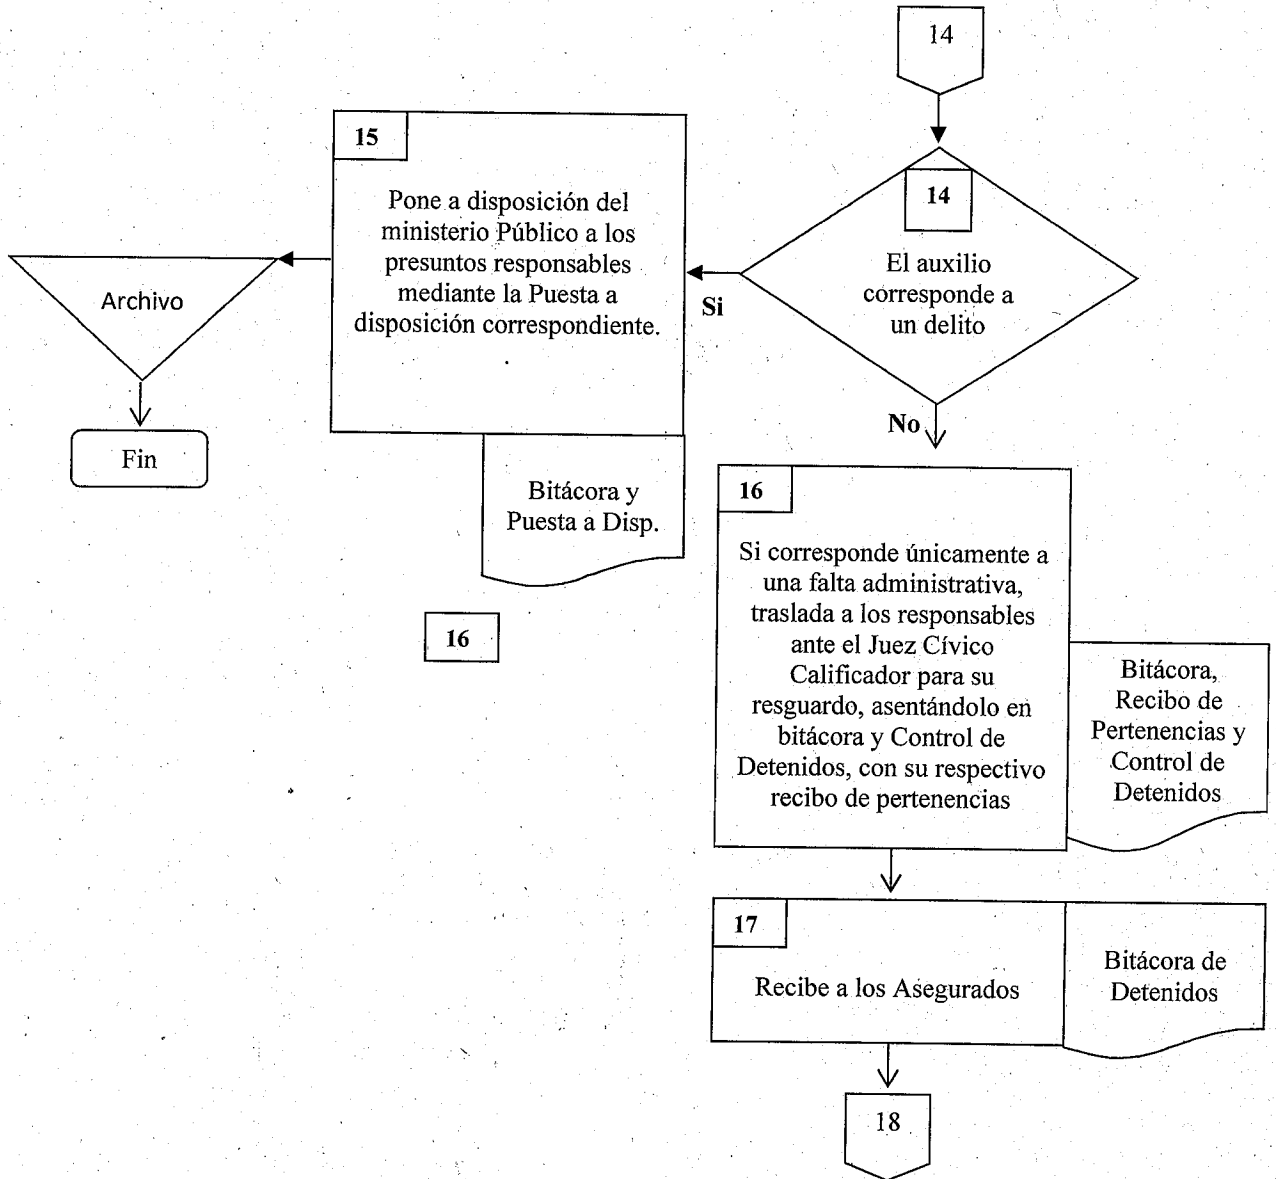 14
14
El auxilio
corresponde a
un delito
Si
No
15
Pone a disposición del
ministerio Público a los
presuntos responsables
mediante la Puesta a
disposición correspondiente.
Bitácora y
Puesta a Disp.
Archivo
Fin
16
16
Si corresponde únicamente a
una falta administrativa,
traslada a los responsables
ante el Juez Cívico
Calificador para su
resguardo, asentándolo en
bitácora y Control de
Detenidos, con su respectivo
recibo de pertenencias
Bitácora,
Recibo de
Pertenencias y
Control de
Detenidos
17
Recibe a los Asegurados
Bitácora de
Detenidos
18